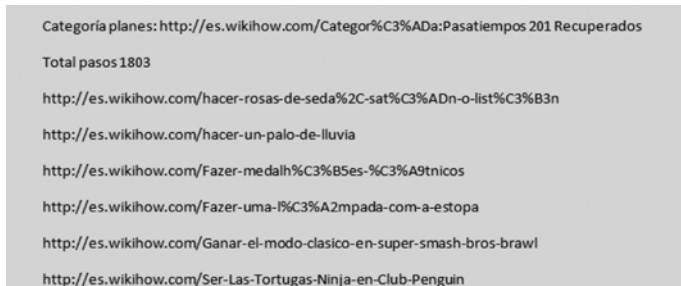 Categoría planes: http://es.wikihow.com/Categor%C3%ADa:Pasatiempos 201 Recuperados
Total pasos 1803
http://es.wikihow.com/hacer-rosas-de-seda%2C-sat%C3%ADn-o-list%C3%B3n
http://es.wikihow.com/hacer-un-palo-de-lluvia
http://es.wikihow.com/Fazer-medalh%C3%B5es-%C3%A9tnicos
http://es.wikihow.com/Fazer-uma-l%C3%A2mpada-com-a-estopa
http://es.wikihow.com/Ganar-el-modo-clasico-en-super-smash-bros-brawl
http://es.wikihow.com/Ser-Las-Tortugas-Ninja-en-Club-Penguin